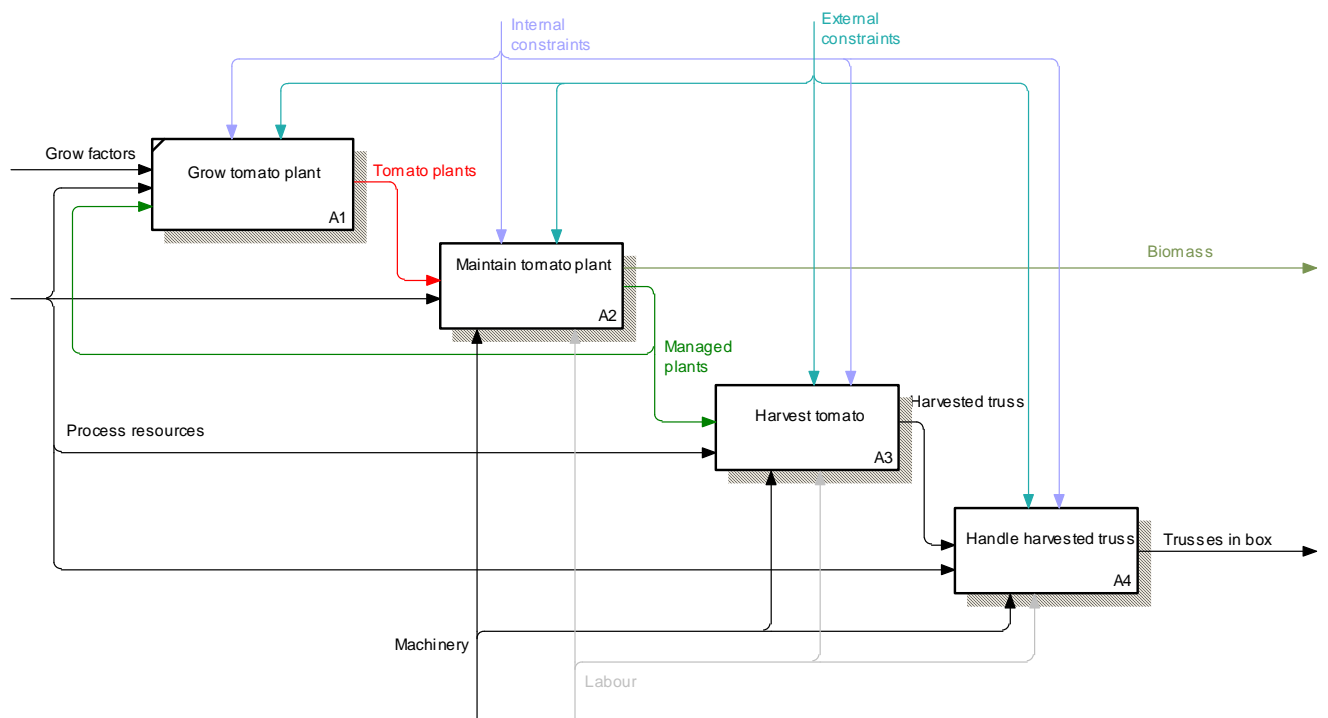 Internal
constraints
External
constraints
Grow factors
Grow tomato plant
A1
Tomato plants
Maintain tomato plant
A2
Biomass
Managed
plants
Harvest tomato
A3
Harvested truss
Process resources
Handle harvested truss
A4
Trusses in box
Machinery
Labour